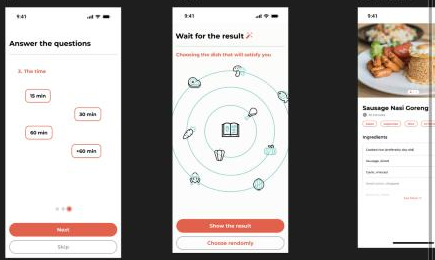 9:41
Answer the questions
3. The time
15 min
30 min
60 min
+60 min
Next
Skip
9:41
Wait for the result
Choosing the dish that will satisfy you
Show the result
Choose randomly
9:41
Sausage Nasi Goreng
Ingredients